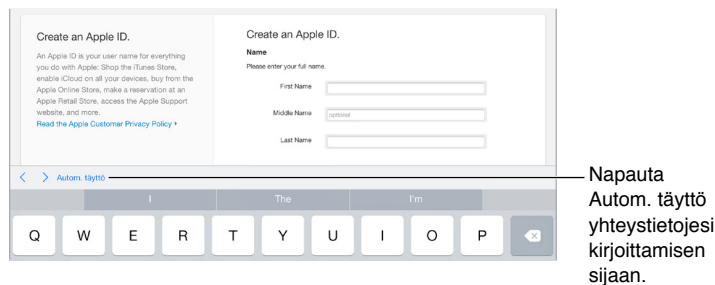 Create an Apple ID.
An Apple ID is your user name for everything
you do with Apple: Shop the iTunes Store,
enable iCloud on all your devices, buy from the
Apple Online Store, make a reservation at an
Apple Retail Store, access the Apple Support
website, and more.
Read the Apple Customer Privacy Policy
Create an Apple ID.
Name
Please enter your full name.
First Name
Middle Name optional
Last Name
Autom. täyttö
I The I'm
Q W E R T Y U I O P
Napauta
Autom. täyttö
yhteystietojesi
kirjoittamisen
sijaan.